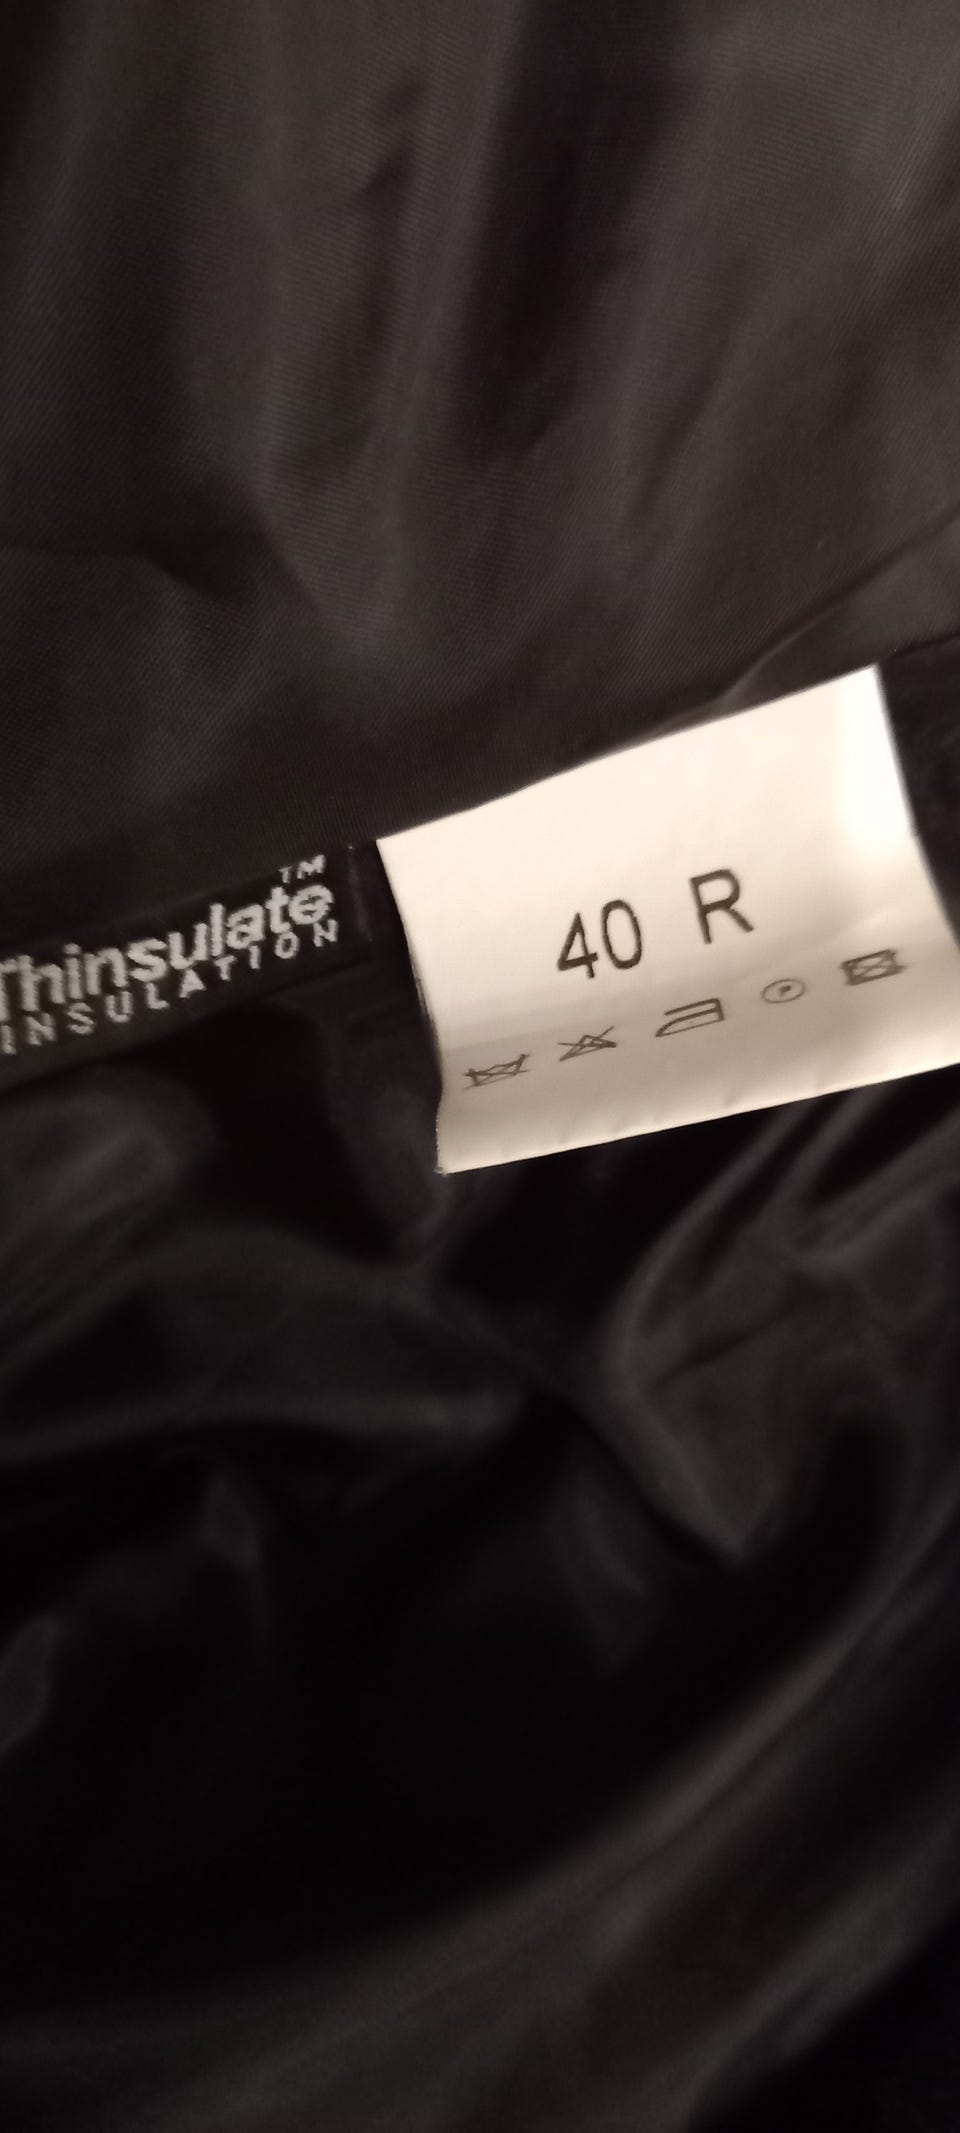 Thinsulate™
INSULATION
40 R
P